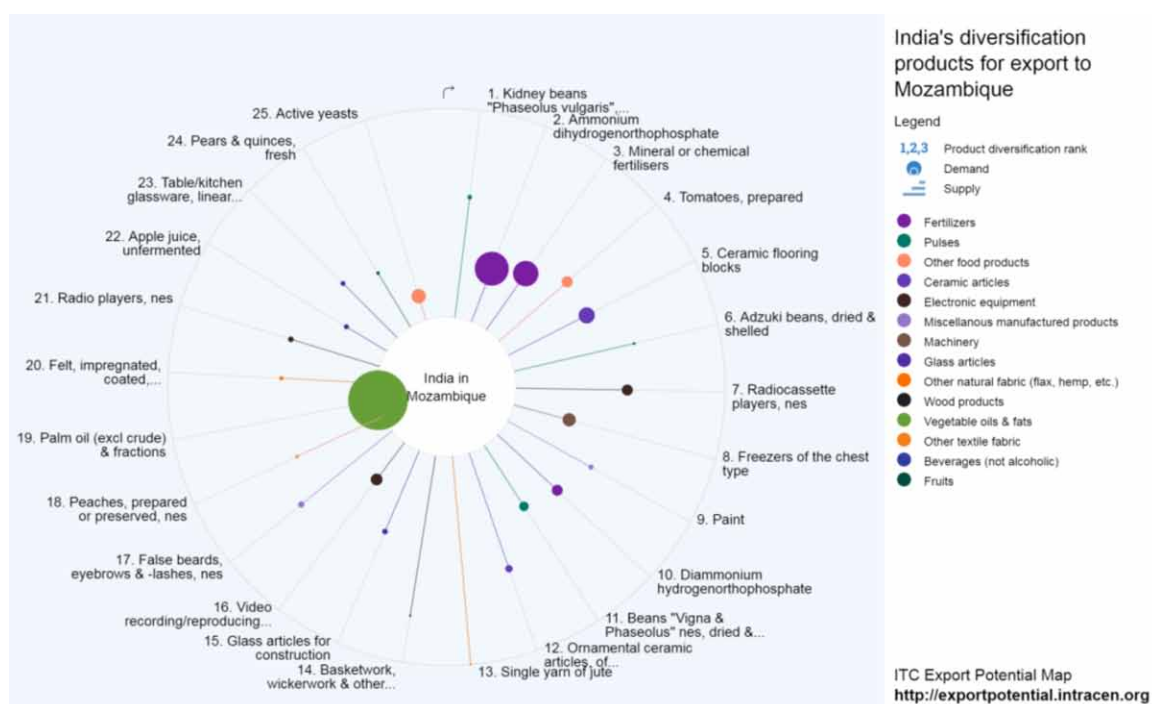 India's diversification
products for export to
Mozambique
Legend
1,2,3 Product diversification rank
Demand
Supply
Fertilizers
Pulses
Other food products
Ceramic articles
Electronic equipment
Miscellanous manufactured products
Machinery
Glass articles
Other natural fabric (flax, hemp, etc.)
Wood products
Vegetable oils & fats
Other textile fabric
Beverages (not alcoholic)
Fruits
1. Kidney beans
"Phaseolus vulgaris",...
2. Ammonium
dihydrogenorthophosphate
3. Mineral or chemical
fertilisers
4. Tomatoes, prepared
5. Ceramic flooring
blocks
6. Adzuki beans, dried &
shelled
7. Radiocassette
players, nes
8. Freezers of the chest
type
9. Paint
10. Diammonium
hydrogenorthophosphate
11. Beans "Vigna &
Phaseolus" nes, dried &...
12. Ornamental ceramic
articles, of...
13. Single yarn of jute
14. Basketwork,
wickerwork & other...
15. Glass articles for
construction
16. Video
recording/reproducing...
17. False beards,
eyebrows & -lashes, nes
18. Peaches, prepared
or preserved, nes
19. Palm oil (excl crude)
& fractions
20. Felt, impregnated,
coated,...
21. Radio players, nes
22. Apple juice,
unfermented
23. Table/kitchen
glassware, linear...
24. Pears & quinces,
fresh
25. Active yeasts
India in
Mozambique
ITC Export Potential Map
http://exportpotential.intracen.org